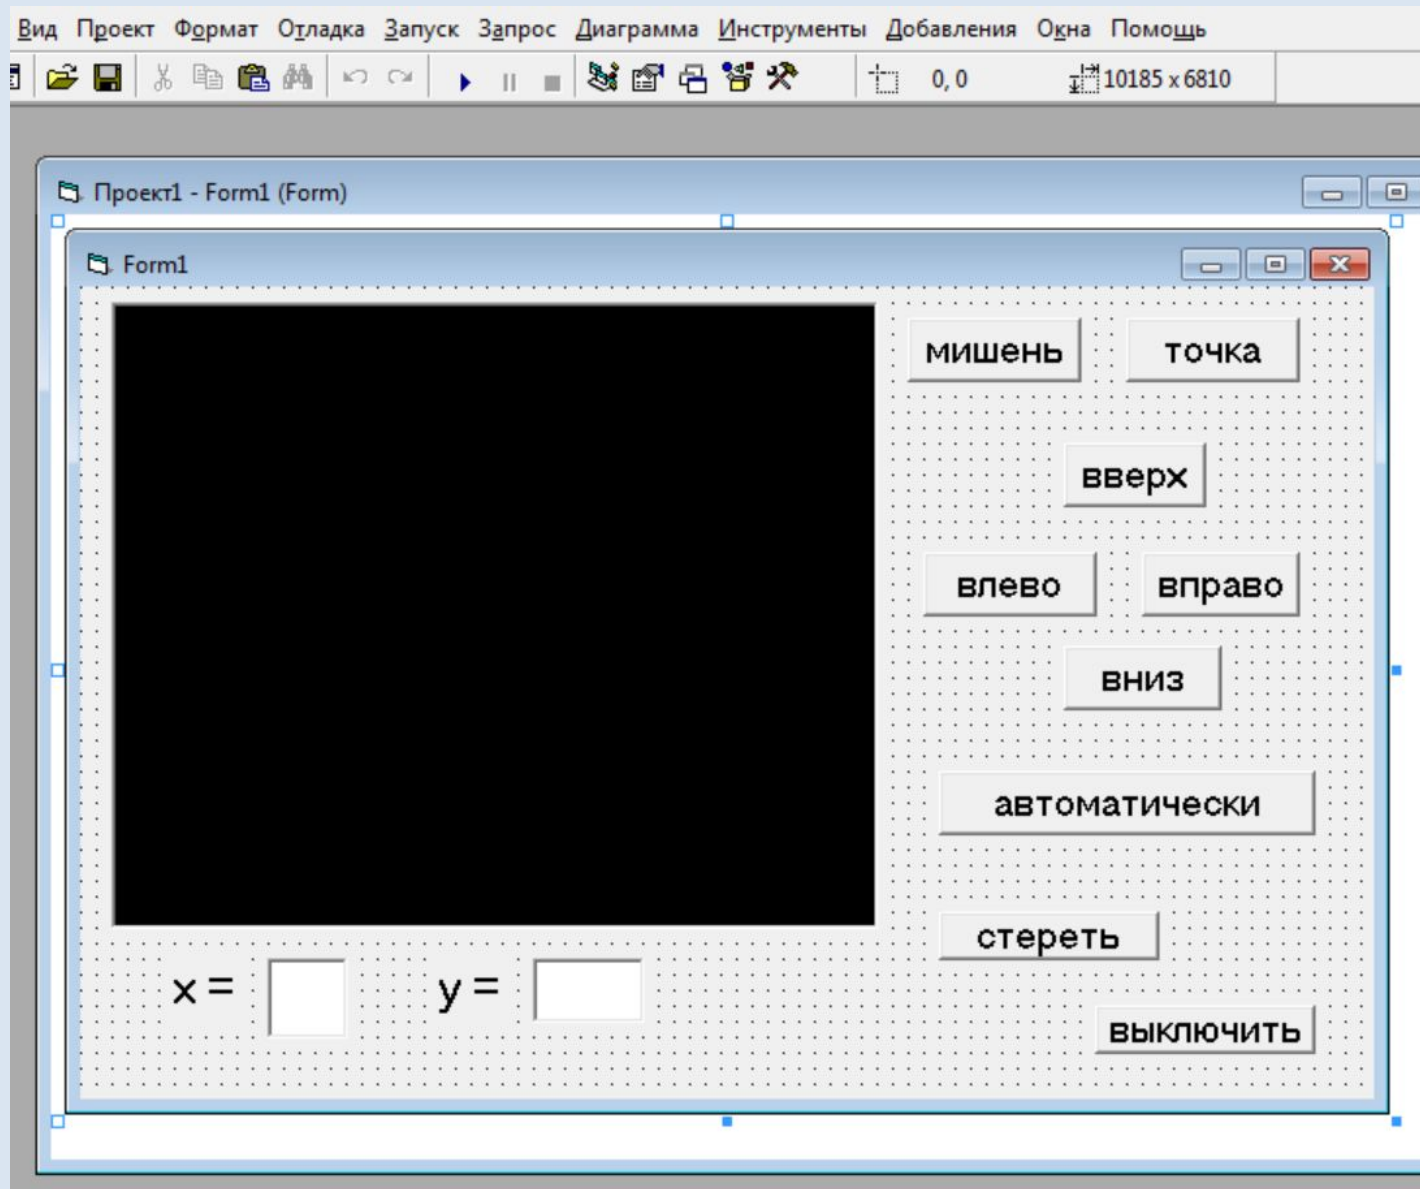 Вид Проект Формат Отладка Запуск Запрос Диаграмма Инструменты Добавления Окна Помощь
0, 0 10185 x 6810
Проект1 - Form1 (Form)
Form1
мишень точка
вверх
влево вправо
вниз
автоматически
стереть
x = y =
выключить